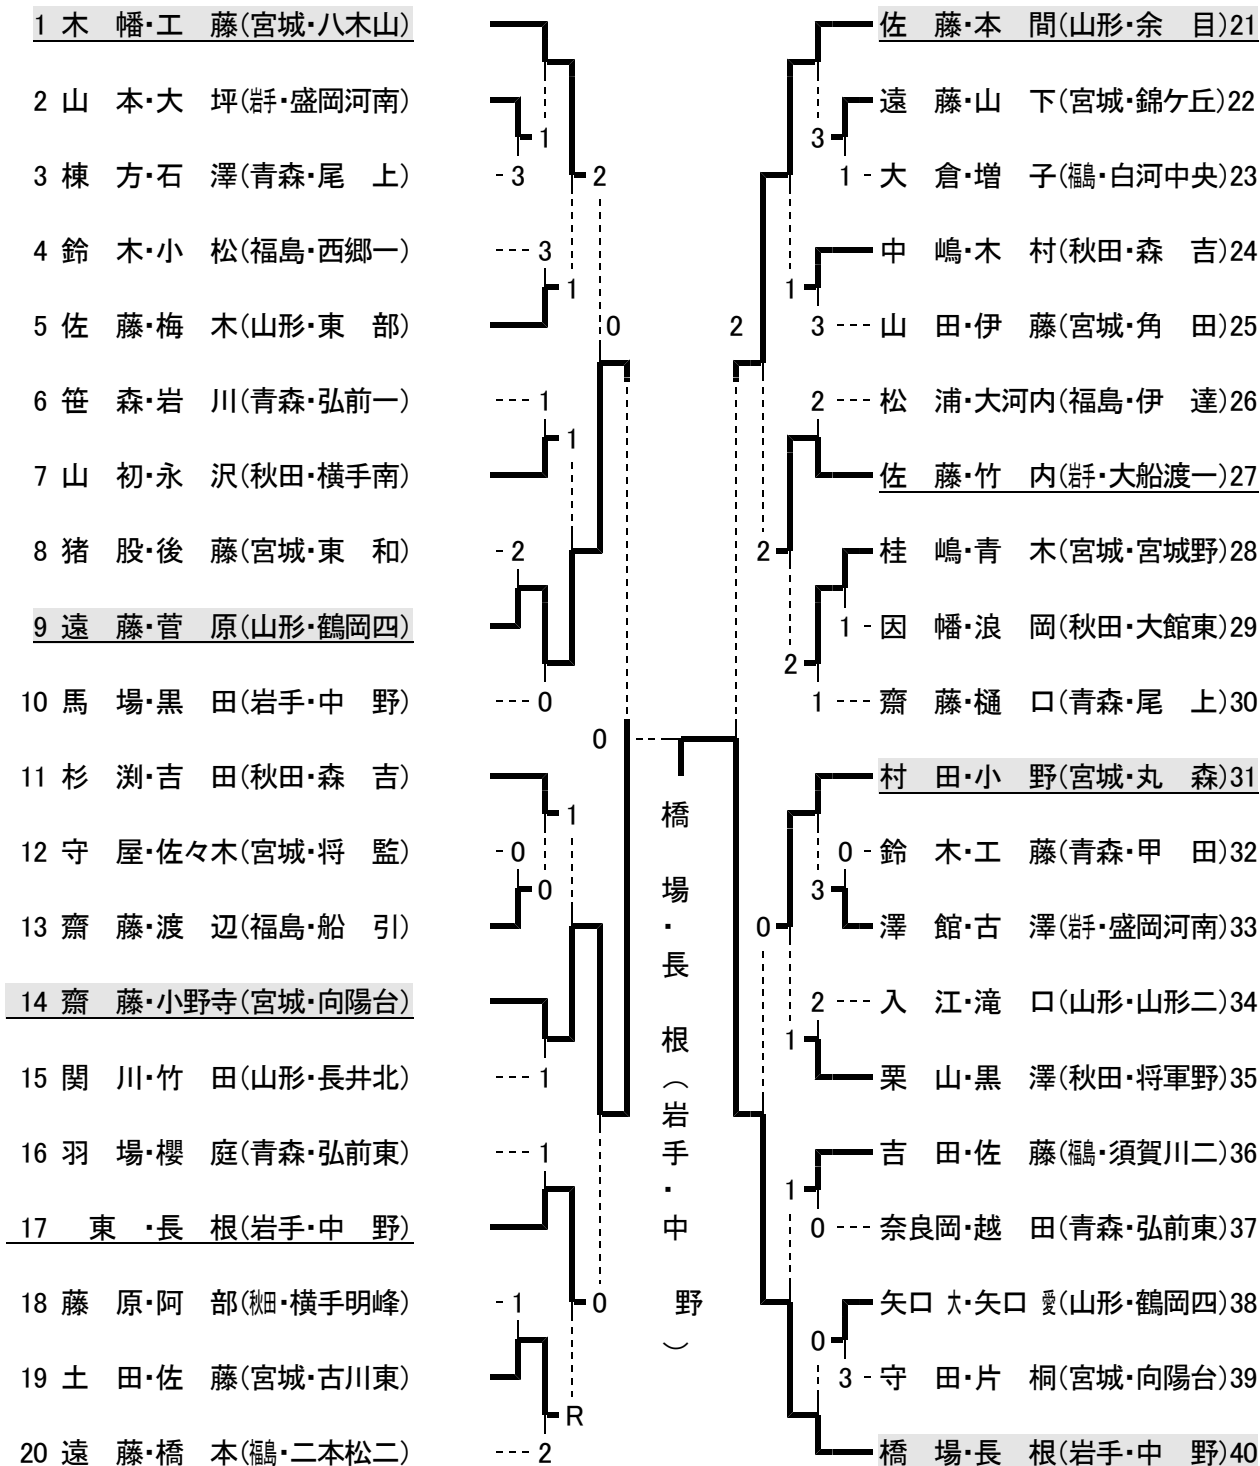 1 木　幡・工　藤(宮城・八木山)
2 山　本・大　坪(岩手・盛岡河南)
1
3 棟　方・石　澤(青森・尾　上)
3
2
4 鈴　木・小　松(福島・西郷一)
3
1
5 佐　藤・梅　木(山形・東　部)
0
6 笹　森・岩　川(青森・弘前一)
1
1
7 山　初・永　沢(秋田・横手南)
8 猪　股・後　藤(宮城・東　和)
2
9 遠　藤・菅　原(山形・鶴岡四)
10 馬　場・黒　田(岩手・中　野)
0
0
11 杉　渕・吉　田(秋田・森　吉)
1
12 守　屋・佐々木(宮城・将　監)
0
0
13 齋　藤・渡　辺(福島・船　引)
14 齋　藤・小野寺(宮城・向陽台)
15 関　川・竹　田(山形・長井北)
1
16 羽　場・櫻　庭(青森・弘前東)
1
17 　東　・長　根(岩手・中　野)
18 藤　原・阿　部(秋田・横手明峰)
1
0
19 土　田・佐　藤(宮城・古川東)
R
20 遠　藤・橋　本(福島・二本松二)
2
橋　場・長　根(岩手・中　野)
佐　藤・本　間(山形・余　目)21
遠　藤・山　下(宮城・錦ケ丘)22
3
1
大　倉・増　子(福島・白河中央)23
中　嶋・木　村(秋田・森　吉)24
1
2
3
山　田・伊　藤(宮城・角　田)25
2
松　浦・大河内(福島・伊　達)26
佐　藤・竹　内(岩手・大船渡一)27
2
桂　嶋・青　木(宮城・宮城野)28
1
因　幡・浪　岡(秋田・大館東)29
2
1
齋　藤・樋　口(青森・尾　上)30
村　田・小　野(宮城・丸　森)31
0
鈴　木・工　藤(青森・甲　田)32
3
0
澤　館・古　澤(岩手・盛岡河南)33
2
入　江・滝　口(山形・山形二)34
1
栗　山・黒　澤(秋田・将軍野)35
吉　田・佐　藤(福島・須賀川二)36
1
0
奈良岡・越　田(青森・弘前東)37
矢口 大・矢口 愛(山形・鶴岡四)38
0
3
守　田・片　桐(宮城・向陽台)39
橋　場・長　根(岩手・中　野)40